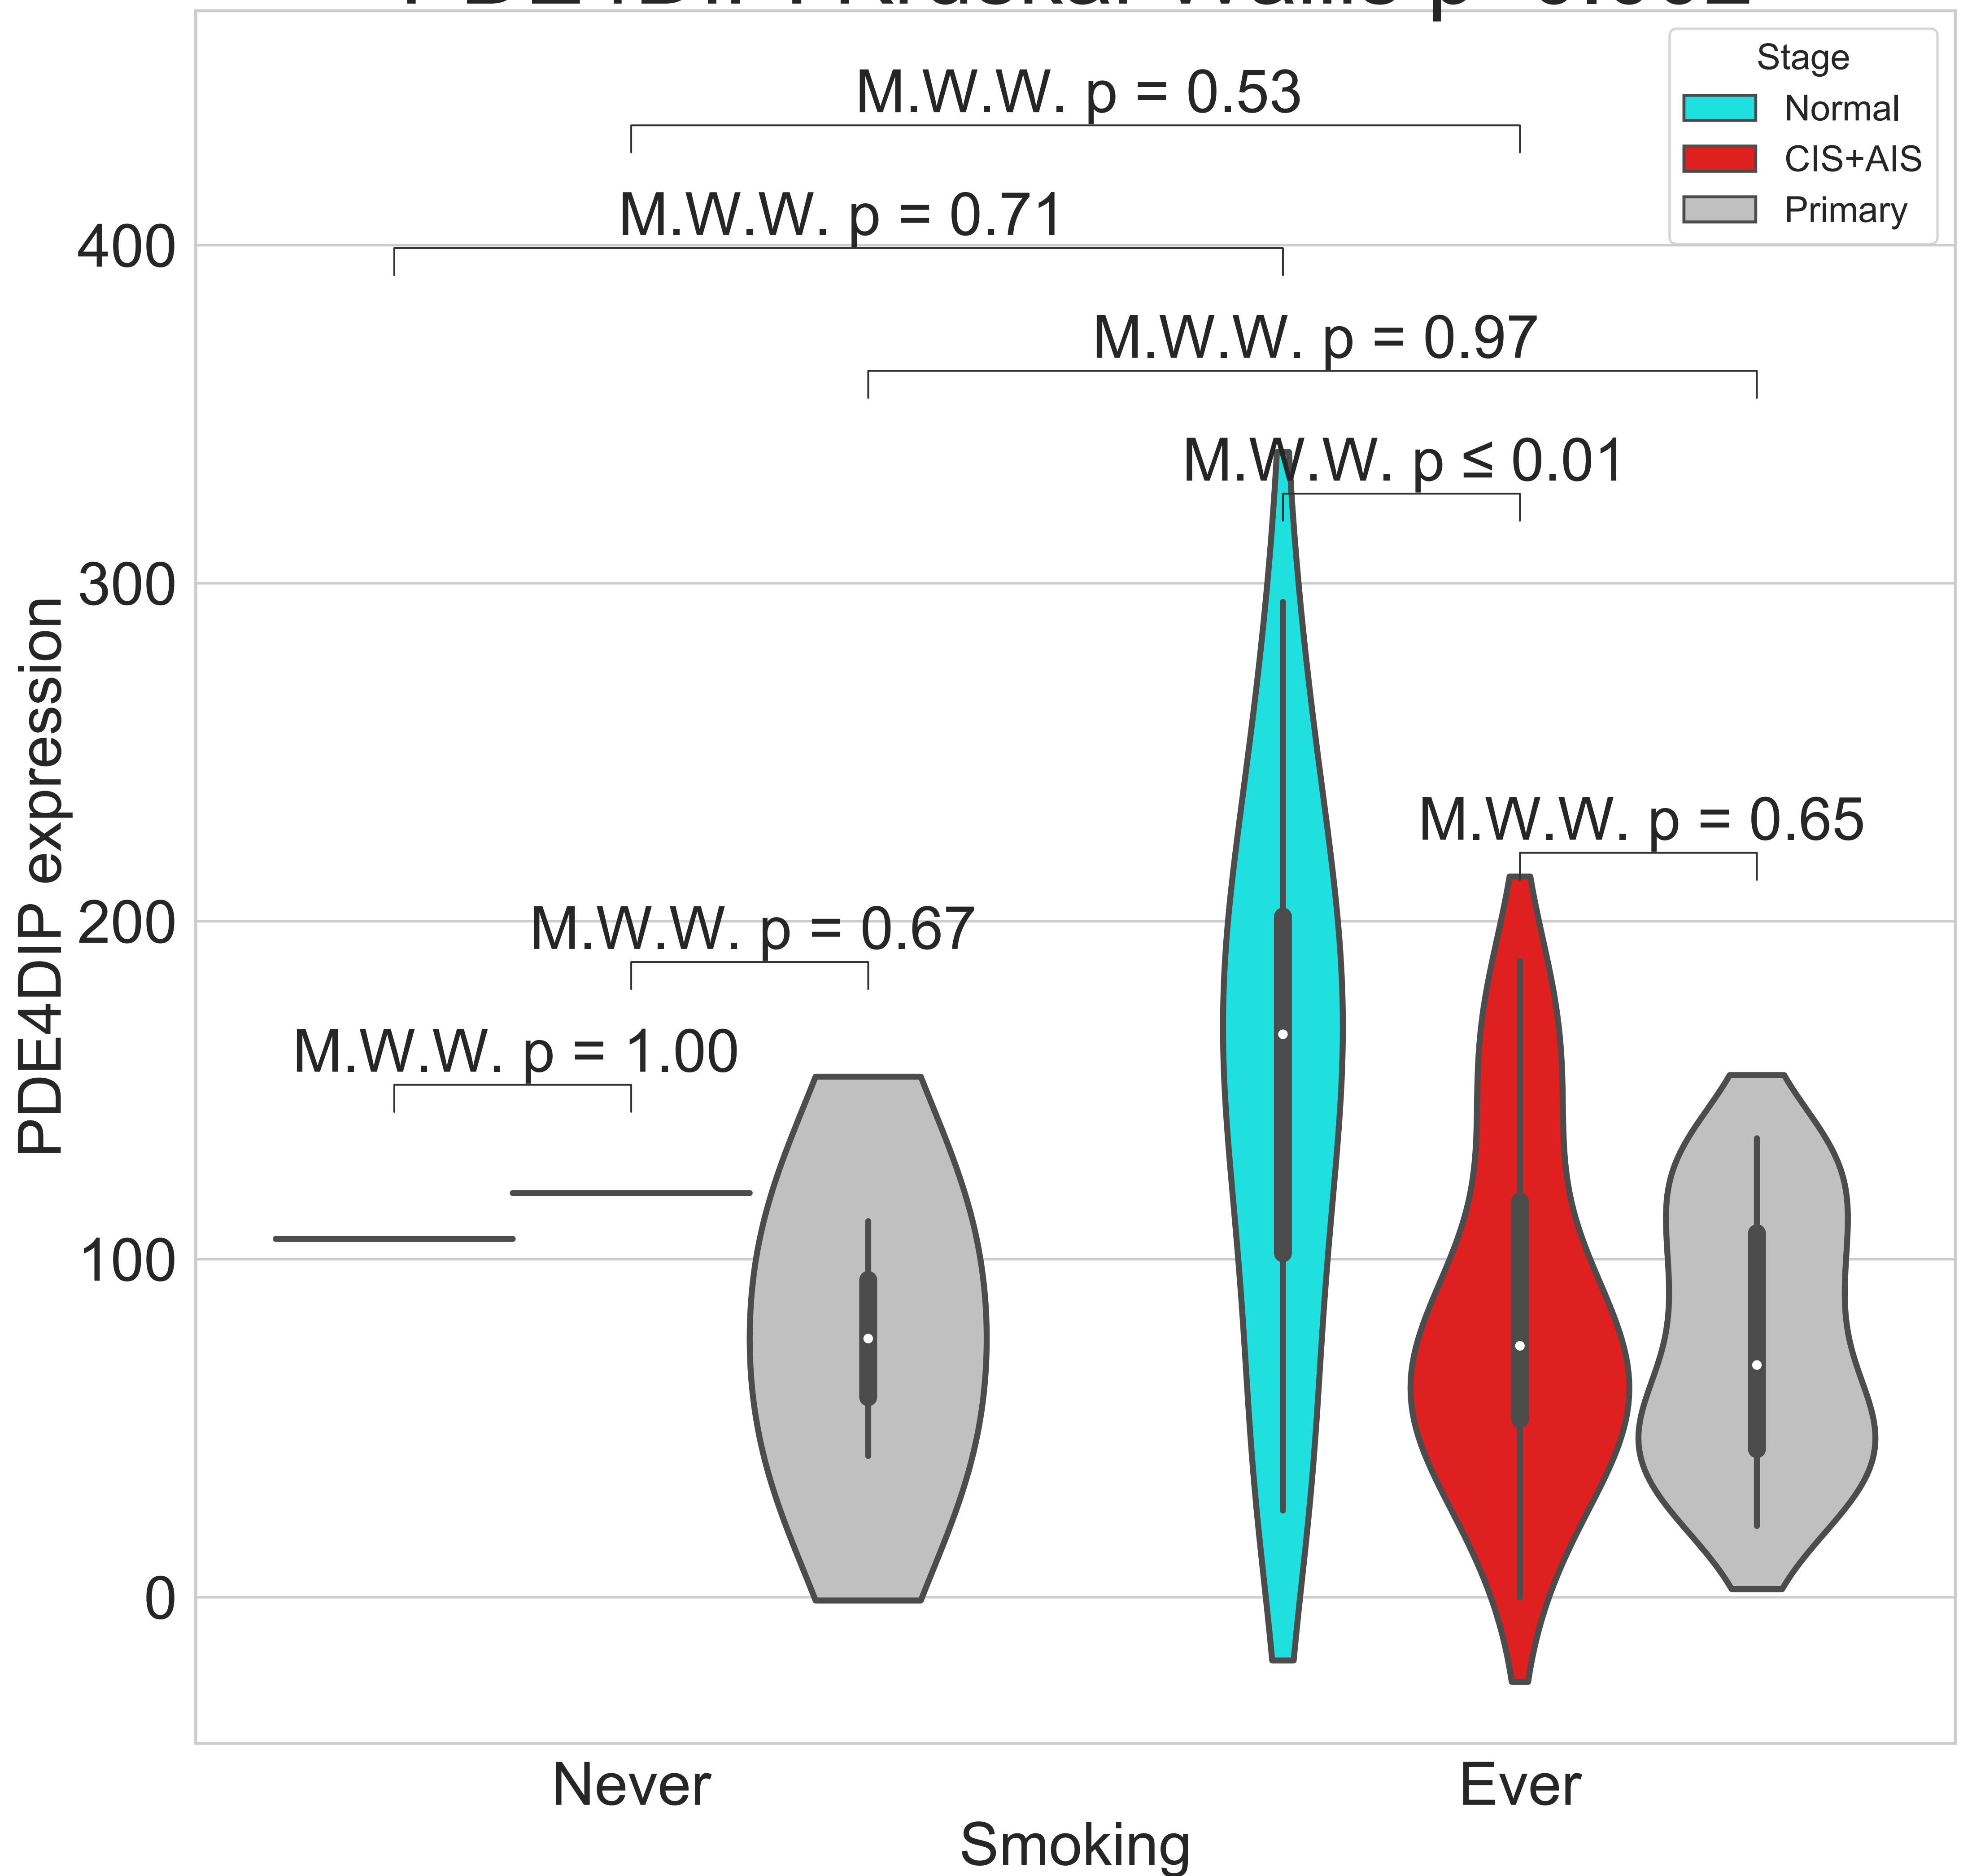 Stage
Normal
CIS+AIS
Primary
M.W.W. p = 0.53
M.W.W. p = 0.71
M.W.W. p = 0.97
M.W.W. p ≤ 0.01
M.W.W. p = 0.65
M.W.W. p = 0.67
M.W.W. p = 1.00
400
300
200
100
0
PDE4DIP expression
Never
Ever
Smoking